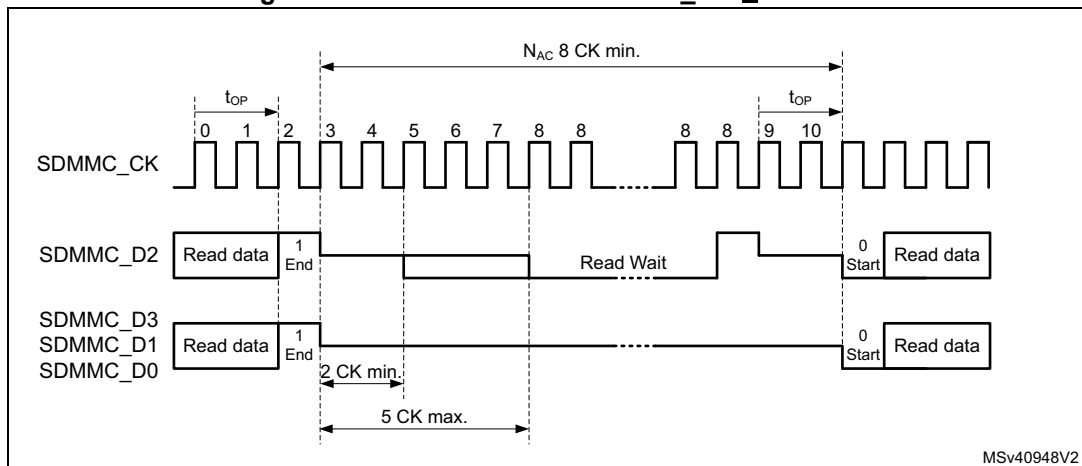 N_AC 8 CK min.
t_OP t_OP
0 1 2 3 4 5 6 7 8 8 8 8 9 10
SDMMC_CK
SDMMC_D2 Read data 1 End Read Wait 0 Start Read data
SDMMC_D3
SDMMC_D1 Read data 1 End 0 Start Read data
SDMMC_D0
2 CK min.
5 CK max.
MSv40948V2